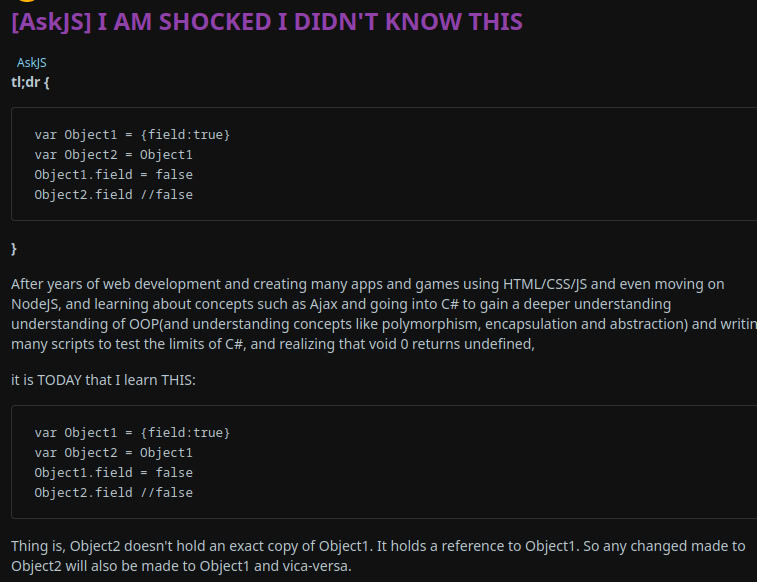 [AskJS] I AM SHOCKED I DIDN'T KNOW THIS
AskJS
tl;dr {
var Object1 = {field:true}
var Object2 = Object1
Object1.field = false
Object2.field //false
}
After years of web development and creating many apps and games using HTML/CSS/JS and even moving on
NodeJS, and learning about concepts such as Ajax and going into C# to gain a deeper understanding
understanding of OOP(and understanding concepts like polymorphism, encapsulation and abstraction) and writin
many scripts to test the limits of C#, and realizing that void 0 returns undefined,
it is TODAY that I learn THIS:
var Object1 = {field:true}
var Object2 = Object1
Object1.field = false
Object2.field //false
Thing is, Object2 doesn't hold an exact copy of Object1. It holds a reference to Object1. So any changed made to
Object2 will also be made to Object1 and vica-versa.